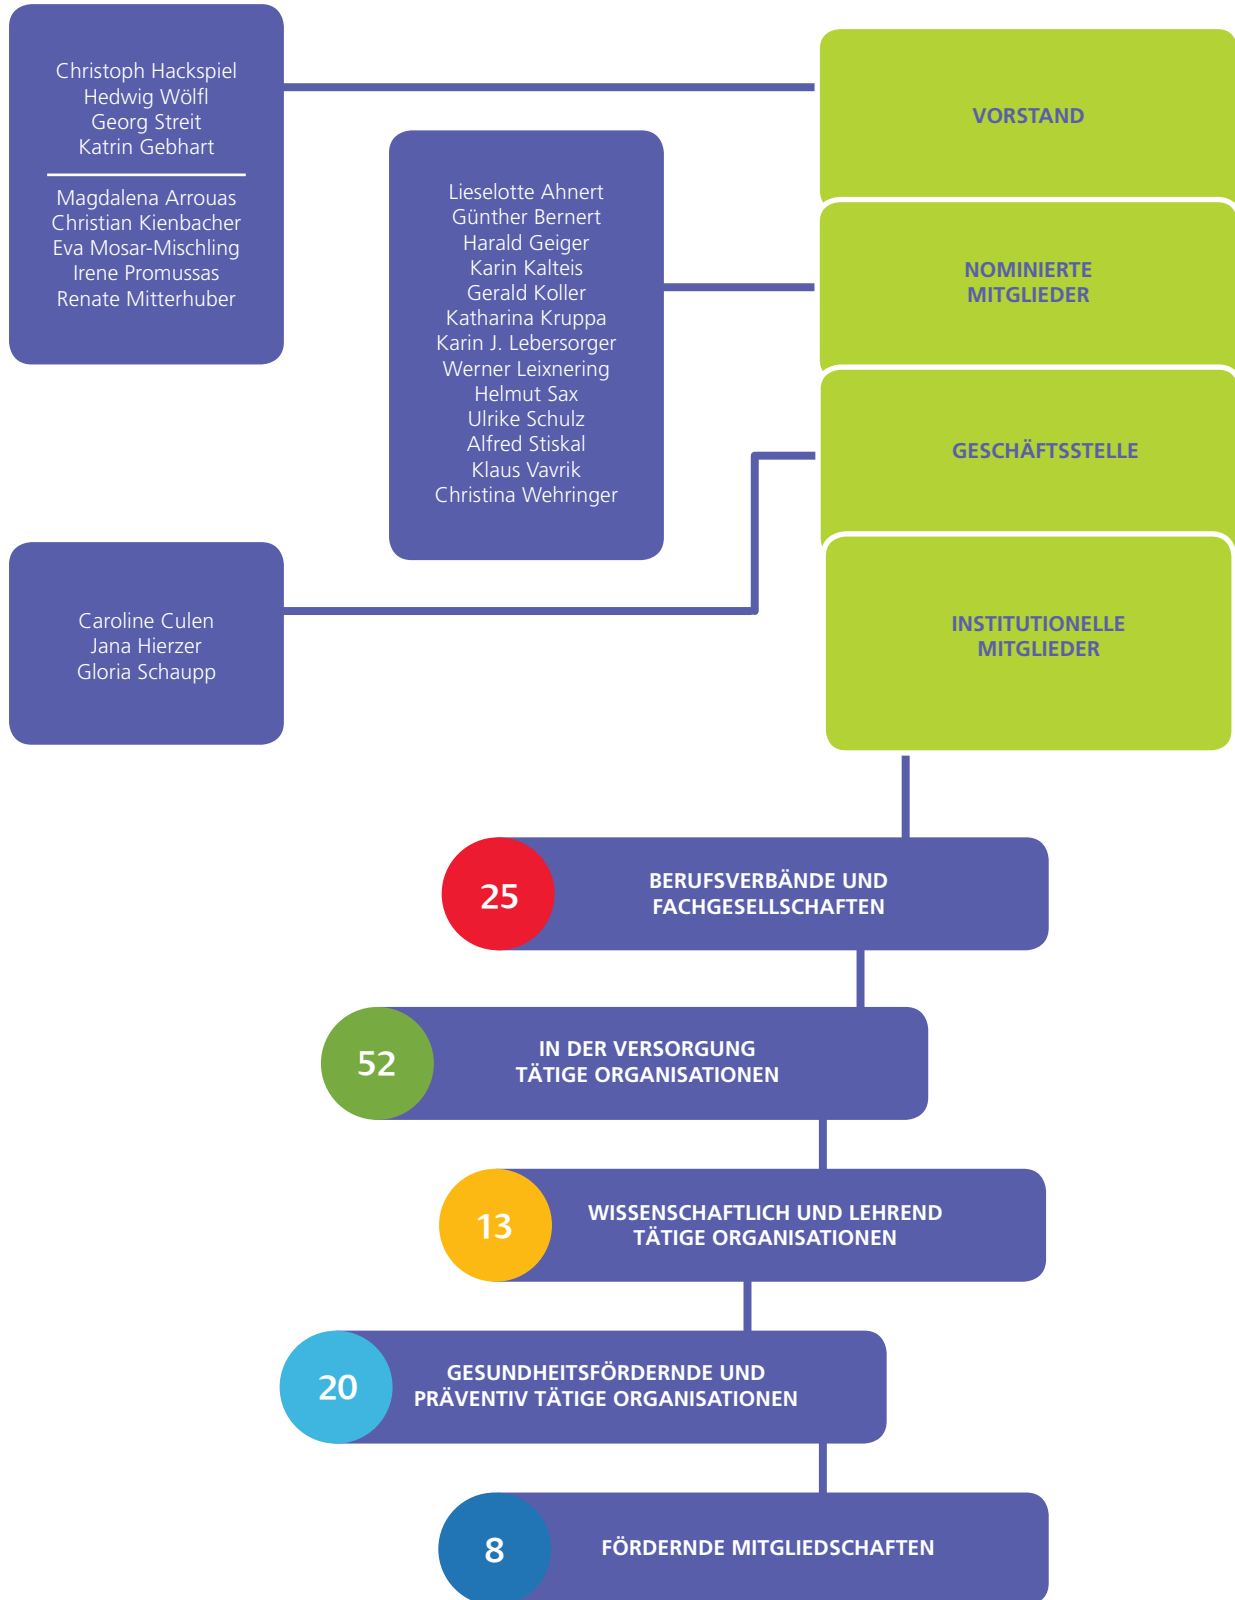 Christoph Hackspiel
Hedwig Wölfl
Georg Streit
Katrin Gebhart
Magdalena Arrouas
Christian Kienbacher
Eva Mosar-Mischling
Irene Promussas
Renate Mitterhuber
VORSTAND
Lieselotte Ahnert
Günther Bernert
Harald Geiger
Karin Kalteis
Gerald Koller
Katharina Kruppa
Karin J. Lebersorger
Werner Leixnering
Helmut Sax
Ulrike Schulz
Alfred Stiskal
Klaus Vavrik
Christina Wehringer
NOMINIERTE
MITGLIEDER
GESCHÄFTSSTELLE
Caroline Culen
Jana Hierzer
Gloria Schaupp
INSTITUTIONELLE
MITGLIEDER
25
BERUFSVERBÄNDE UND
FACHGESELLSCHAFTEN
52
IN DER VERSORGUNG
TÄTIGE ORGANISATIONEN
13
WISSENSCHAFTLICH UND LEHREND
TÄTIGE ORGANISATIONEN
20
GESUNDHEITSFÖRDERNDE UND
PRÄVENTIV TÄTIGE ORGANISATIONEN
8
FÖRDERNDE MITGLIEDSCHAFTEN